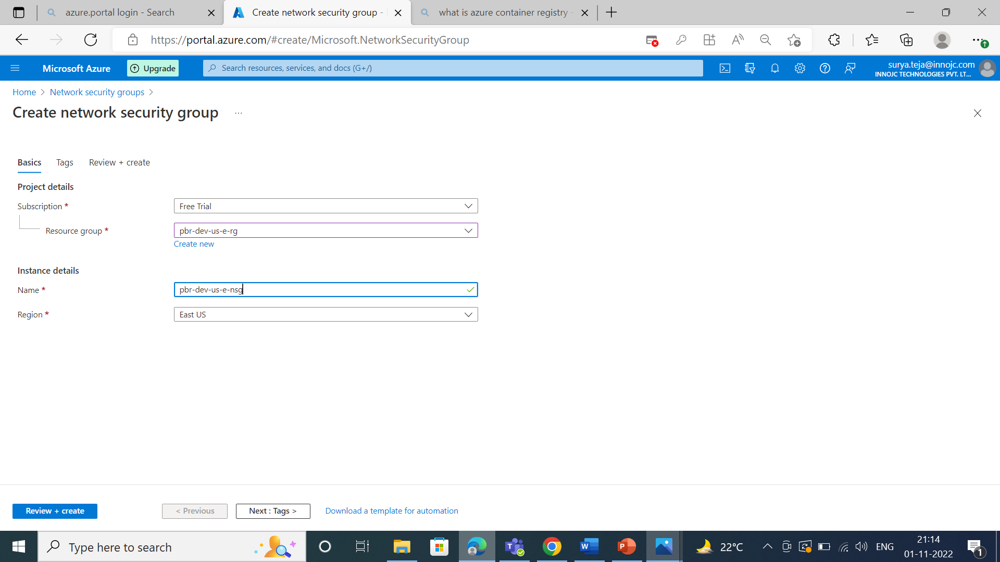 azure.portal login - Search
Create network security group -
what is azure container registry -
https://portal.azure.com/#create/Microsoft.NetworkSecurityGroup
Microsoft Azure
Upgrade
Search resources, services, and docs (G+/)
surya.teja@innojc.com
INNOJC TECHNOLOGIES PVT. LT...
Home > Network security groups >
Create network security group ...
Basics Tags Review + create
Project details
Subscription * Free Trial
Resource group * pbr-dev-us-e-rg
Create new
Instance details
Name * pbr-dev-us-e-nsg
Region * East US
Review + create < Previous Next : Tags > Download a template for automation
Type here to search
22°C
ENG
21:14
01-11-2022
1